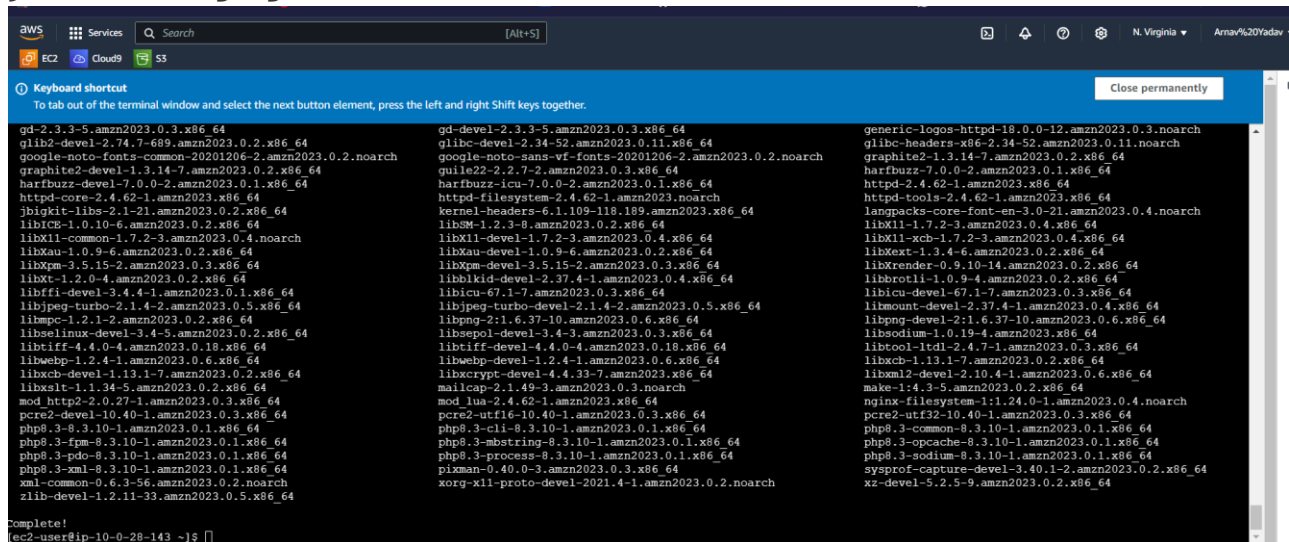 aws Services Search [Alt+S] N. Virginia Arnav%20Yadav
EC2 Cloud9 S3
Keyboard shortcut
To tab out of the terminal window and select the next button element, press the left and right Shift keys together.
Close permanently
gd-2.3.3-5.amzn2023.0.3.x86_64 gd-devel-2.3.3-5.amzn2023.0.3.x86_64 generic-logos-httpd-18.0.0-12.amzn2023.0.3.noarch
glib2-devel-2.74.7-689.amzn2023.0.2.x86_64 glibc-devel-2.34-52.amzn2023.0.11.x86_64 glibc-headers-x86-2.34-52.amzn2023.0.11.noarch
google-noto-fonts-common-20201206-2.amzn2023.0.2.noarch google-noto-sans-vf-fonts-20201206-2.amzn2023.0.2.noarch graphite2-1.3.14-7.amzn2023.0.2.x86_64
graphite2-devel-1.3.14-7.amzn2023.0.2.x86_64 guile22-2.2.7-2.amzn2023.0.3.x86_64 harfbuzz-7.0.0-2.amzn2023.0.1.x86_64
harfbuzz-devel-7.0.0-2.amzn2023.0.1.x86_64 harfbuzz-icu-7.0.0-2.amzn2023.0.1.x86_64 httpd-2.4.62-1.amzn2023.x86_64
httpd-core-2.4.62-1.amzn2023.x86_64 httpd-filesystem-2.4.62-1.amzn2023.noarch httpd-tools-2.4.62-1.amzn2023.x86_64
jbigkit-libs-2.1-21.amzn2023.0.2.x86_64 kernel-headers-6.1.109-118.189.amzn2023.x86_64 langpacks-core-font-en-3.0-21.amzn2023.0.4.noarch
libICE-1.0.10-6.amzn2023.0.2.x86_64 libSM-1.2.3-8.amzn2023.0.2.x86_64 libX11-1.7.2-3.amzn2023.0.4.x86_64
libX11-common-1.7.2-3.amzn2023.0.4.noarch libX11-devel-1.7.2-3.amzn2023.0.4.x86_64 libX11-xcb-1.7.2-3.amzn2023.0.4.x86_64
libXau-1.0.9-6.amzn2023.0.2.x86_64 libXau-devel-1.0.9-6.amzn2023.0.2.x86_64 libXext-1.3.4-6.amzn2023.0.2.x86_64
libXpm-3.5.15-2.amzn2023.0.3.x86_64 libXpm-devel-3.5.15-2.amzn2023.0.3.x86_64 libXrender-0.9.10-14.amzn2023.0.2.x86_64
libXt-1.2.0-4.amzn2023.0.2.x86_64 libblkid-devel-2.37.4-1.amzn2023.0.4.x86_64 libbrotli-1.0.9-4.amzn2023.0.2.x86_64
libffi-devel-3.4.4-1.amzn2023.0.1.x86_64 libicu-67.1-7.amzn2023.0.3.x86_64 libicu-devel-67.1-7.amzn2023.0.3.x86_64
libjpeg-turbo-2.1.4-2.amzn2023.0.5.x86_64 libjpeg-turbo-devel-2.1.4-2.amzn2023.0.5.x86_64 libmount-devel-2.37.4-1.amzn2023.0.4.x86_64
libmpc-1.2.1-2.amzn2023.0.2.x86_64 libpng-2:1.6.37-10.amzn2023.0.6.x86_64 libpng-devel-2:1.6.37-10.amzn2023.0.6.x86_64
libselinux-devel-3.4-5.amzn2023.0.2.x86_64 libsepol-devel-3.4-3.amzn2023.0.3.x86_64 libsodium-1.0.19-4.amzn2023.x86_64
libtiff-4.4.0-4.amzn2023.0.18.x86_64 libtiff-devel-4.4.0-4.amzn2023.0.18.x86_64 libtool-ltdl-2.4.7-1.amzn2023.0.3.x86_64
libwebp-1.2.4-1.amzn2023.0.6.x86_64 libwebp-devel-1.2.4-1.amzn2023.0.6.x86_64 libxcb-1.13.1-7.amzn2023.0.2.x86_64
libxcb-devel-1.13.1-7.amzn2023.0.2.x86_64 libxcrypt-devel-4.4.33-7.amzn2023.x86_64 libxml2-devel-2.10.4-1.amzn2023.0.6.x86_64
libxslt-1.1.34-5.amzn2023.0.2.x86_64 mailcap-2.1.49-3.amzn2023.0.3.noarch make-1:4.3-5.amzn2023.0.2.x86_64
mod_http2-2.0.27-1.amzn2023.0.3.x86_64 mod_lua-2.4.62-1.amzn2023.x86_64 nginx-filesystem-1:1.24.0-1.amzn2023.0.4.noarch
pcre2-devel-10.40-1.amzn2023.0.3.x86_64 pcre2-utf16-10.40-1.amzn2023.0.3.x86_64 pcre2-utf32-10.40-1.amzn2023.0.3.x86_64
php8.3-8.3.10-1.amzn2023.0.1.x86_64 php8.3-cli-8.3.10-1.amzn2023.0.1.x86_64 php8.3-common-8.3.10-1.amzn2023.0.1.x86_64
php8.3-fpm-8.3.10-1.amzn2023.0.1.x86_64 php8.3-mbstring-8.3.10-1.amzn2023.0.1.x86_64 php8.3-opcache-8.3.10-1.amzn2023.0.1.x86_64
php8.3-pdo-8.3.10-1.amzn2023.0.1.x86_64 php8.3-process-8.3.10-1.amzn2023.0.1.x86_64 php8.3-sodium-8.3.10-1.amzn2023.0.1.x86_64
php8.3-xml-8.3.10-1.amzn2023.0.1.x86_64 pixman-0.40.0-3.amzn2023.0.3.x86_64 sysprof-capture-devel-3.40.1-2.amzn2023.0.2.x86_64
xml-common-0.6.3-56.amzn2023.0.2.noarch xorg-x11-proto-devel-2021.4-1.amzn2023.0.2.noarch xz-devel-5.2.5-9.amzn2023.0.2.x86_64
zlib-devel-1.2.11-33.amzn2023.0.5.x86_64
Complete!
[ec2-user@ip-10-0-28-143 ~]$